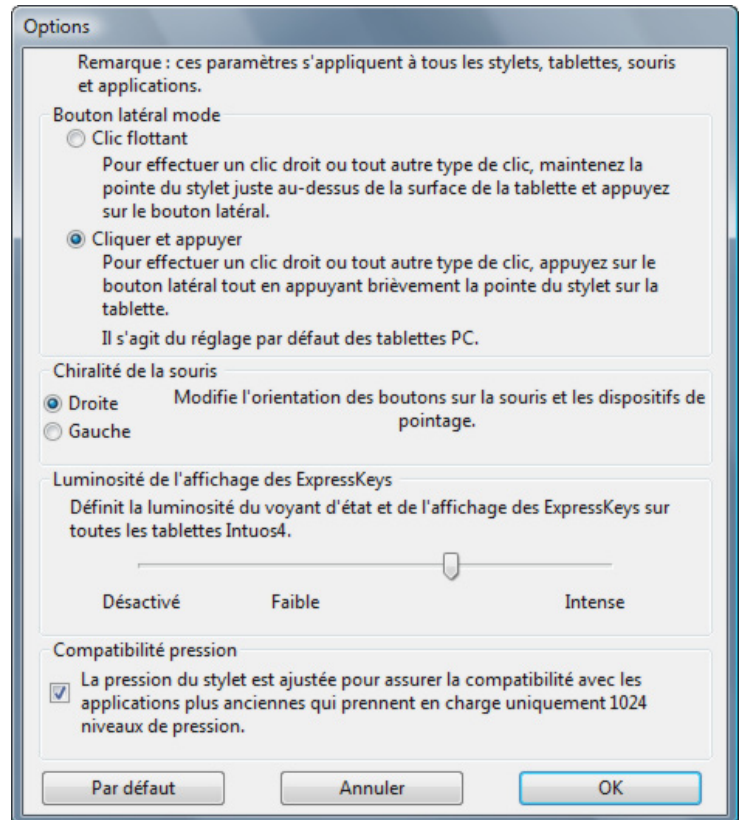 Options
Remarque : ces paramètres s'appliquent à tous les stylets, tablettes, souris
et applications.
Bouton latéral mode
Clic flottant
Pour effectuer un clic droit ou tout autre type de clic, maintenez la
pointe du stylet juste au-dessus de la surface de la tablette et appuyez
sur le bouton latéral.
Cliquer et appuyer
Pour effectuer un clic droit ou tout autre type de clic, appuyez sur le
bouton latéral tout en appuyant brièvement la pointe du stylet sur la
tablette.
Il s'agit du réglage par défaut des tablettes PC.
Chiralité de la souris
Droite
Modifie l'orientation des boutons sur la souris et les dispositifs de
pointage.
Gauche
Luminosité de l'affichage des ExpressKeys
Définit la luminosité du voyant d'état et de l'affichage des ExpressKeys sur
toutes les tablettes Intuos4.
Désactivé Faible Intense
Compatibilité pression
La pression du stylet est ajustée pour assurer la compatibilité avec les
applications plus anciennes qui prennent en charge uniquement 1024
niveaux de pression.
Par défaut Annuler OK